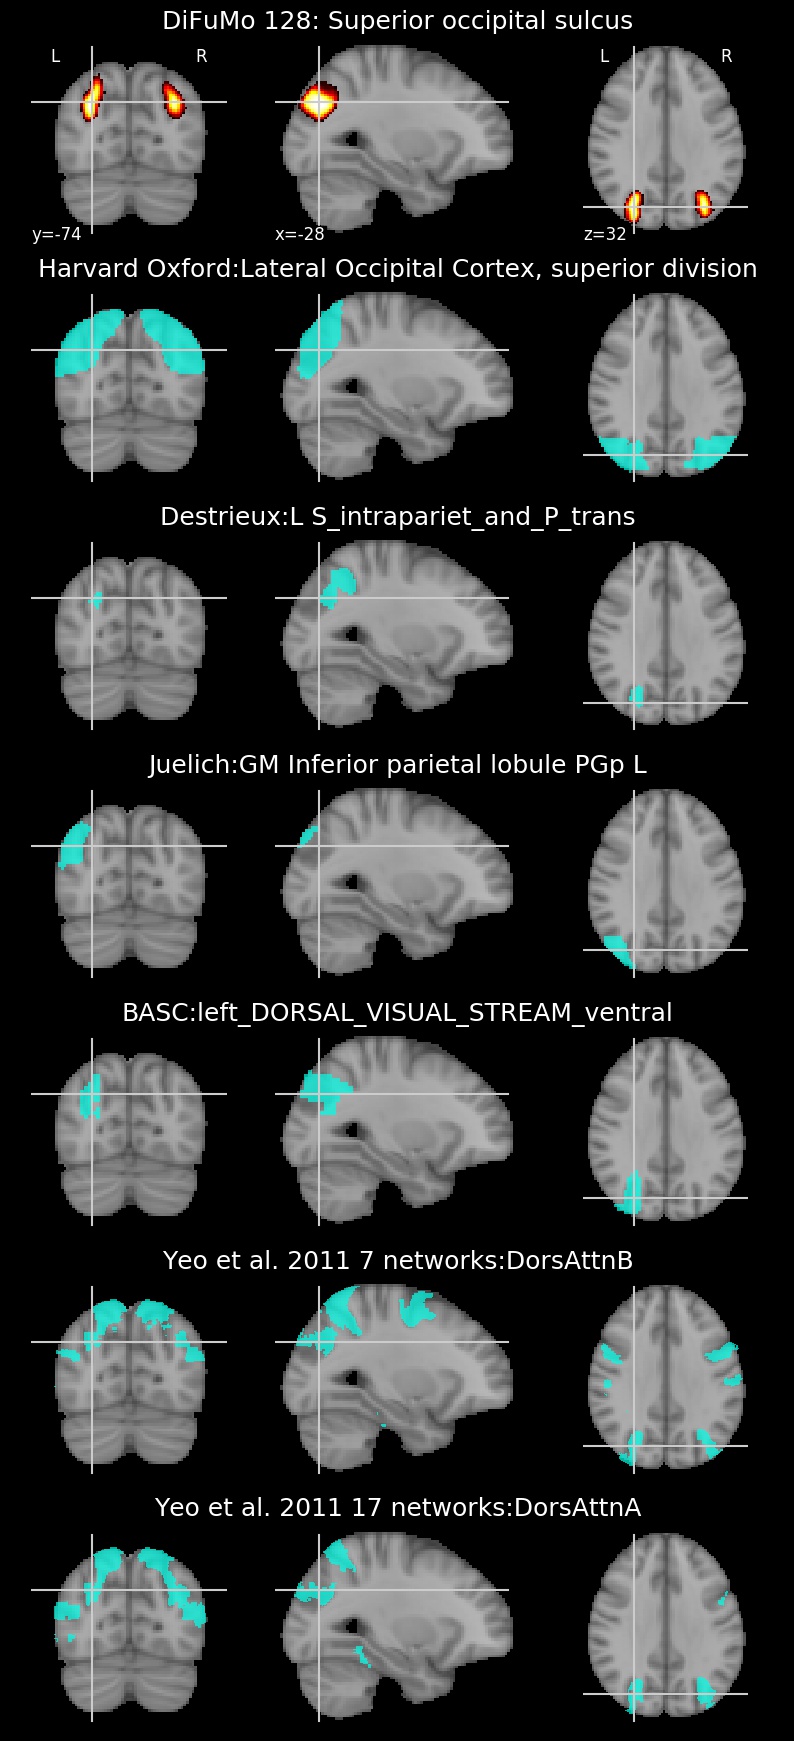 DiFuMo 128: Superior occipital sulcus
L R L R
y=-74 x=-28 z=32
Harvard Oxford:Lateral Occipital Cortex, superior division
Destrieux:L S_intrapariet_and_P_trans
Juelich:GM Inferior parietal lobule PGp L
BASC:left_DORSAL_VISUAL_STREAM_ventral
Yeo et al. 2011 7 networks:DorsAttnB
Yeo et al. 2011 17 networks:DorsAttnA